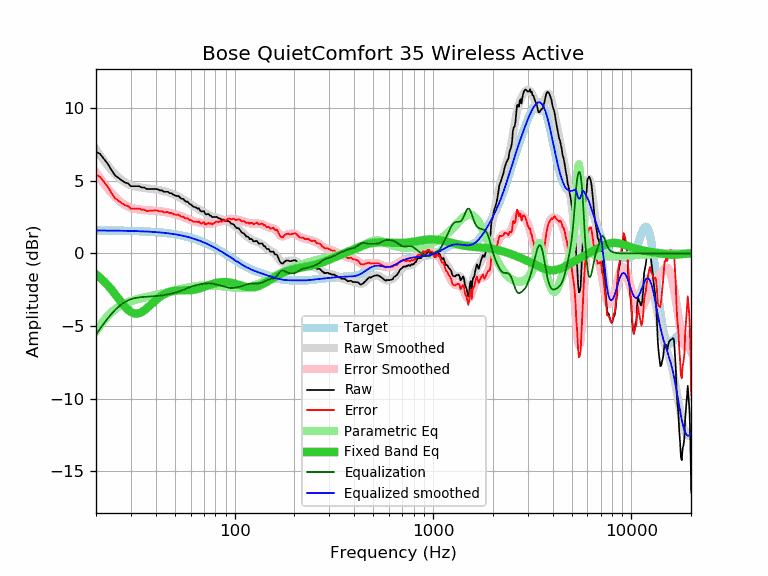 Bose QuietComfort 35 Wireless Active
Amplitude (dBr)
10
5
0
−5
−10
−15
Target
Raw Smoothed
Error Smoothed
Raw
Error
Parametric Eq
Fixed Band Eq
Equalization
Equalized smoothed
100 1000 10000
Frequency (Hz)